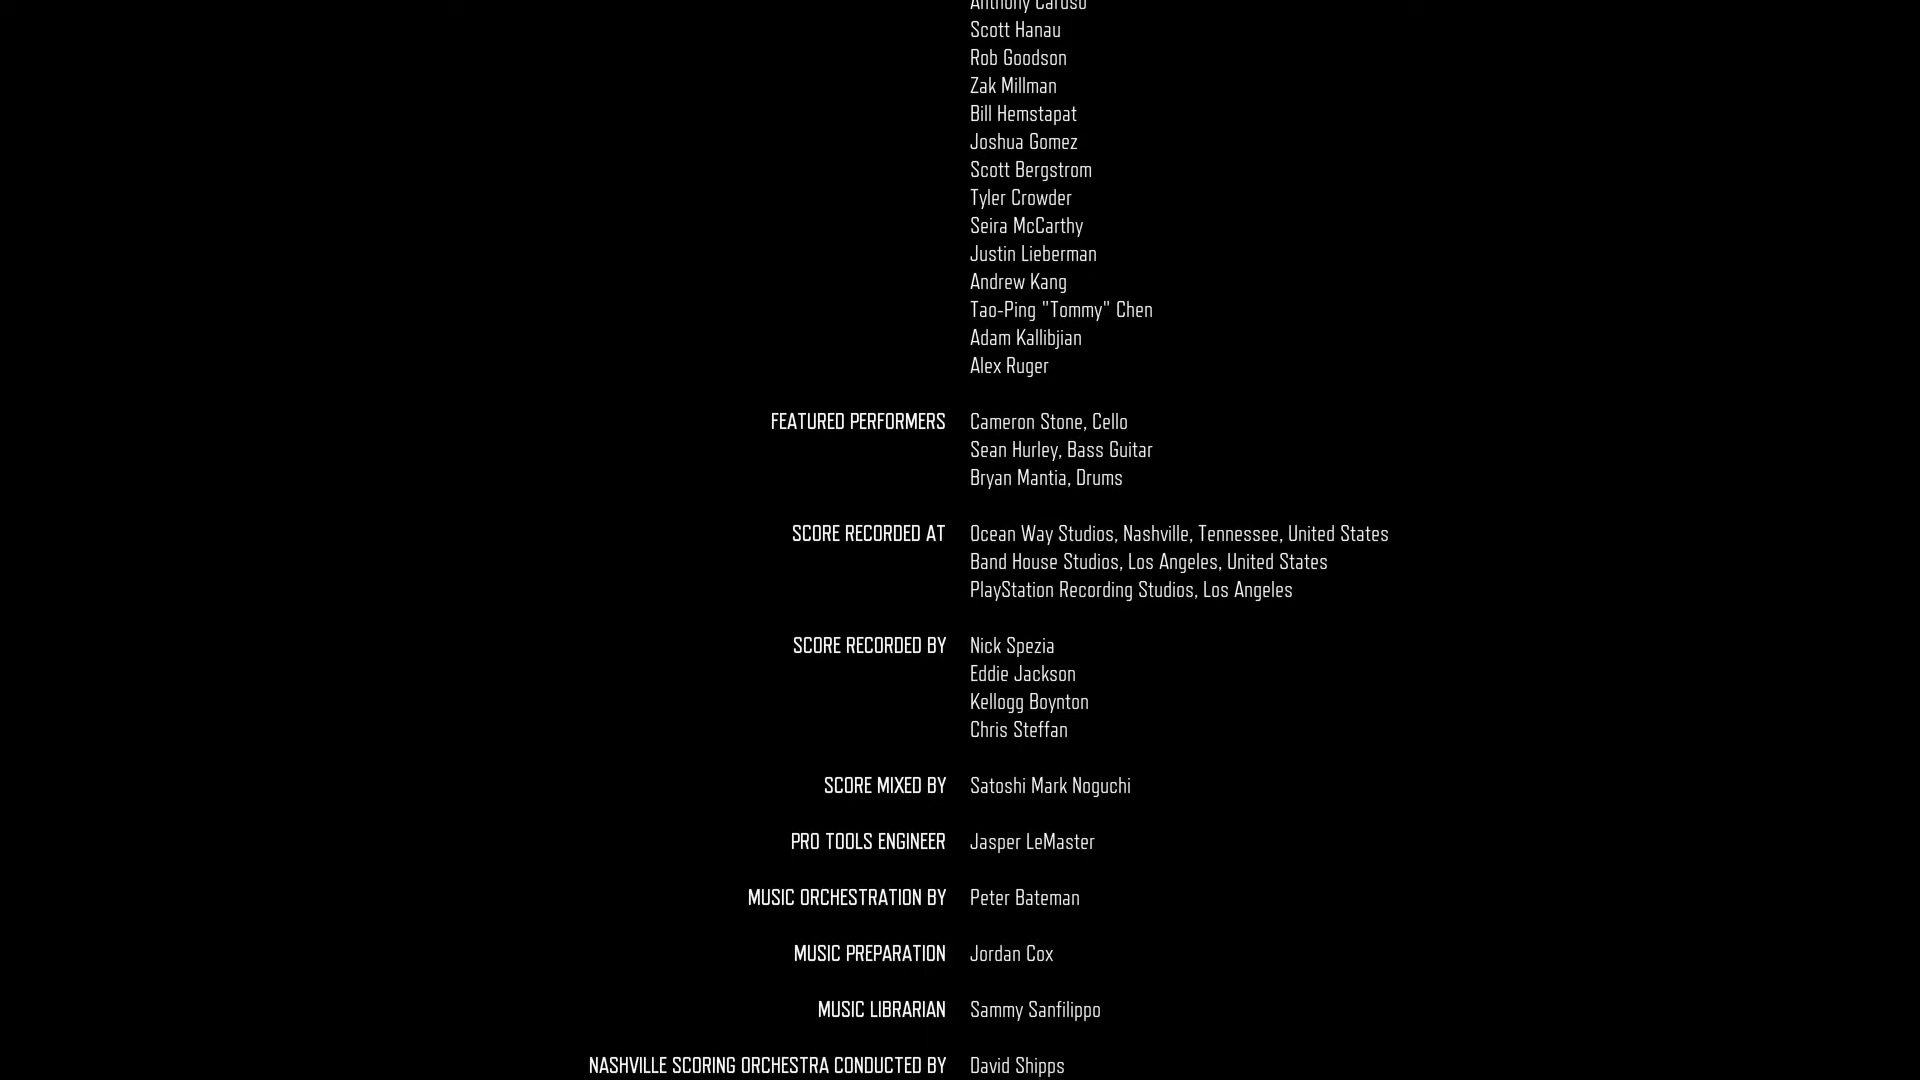 Anthony Caruso
Scott Hanau
Rob Goodson
Zak Millman
Bill Hemstapat
Joshua Gomez
Scott Bergstrom
Tyler Crowder
Seira McCarthy
Justin Lieberman
Andrew Kang
Tao-Ping "Tommy" Chen
Adam Kallibjian
Alex Ruger
FEATURED PERFORMERS Cameron Stone, Cello
Sean Hurley, Bass Guitar
Bryan Mantia, Drums
SCORE RECORDED AT Ocean Way Studios, Nashville, Tennessee, United States
Band House Studios, Los Angeles, United States
PlayStation Recording Studios, Los Angeles
SCORE RECORDED BY Nick Spezia
Eddie Jackson
Kellogg Boynton
Chris Steffan
SCORE MIXED BY Satoshi Mark Noguchi
PRO TOOLS ENGINEER Jasper LeMaster
MUSIC ORCHESTRATION BY Peter Bateman
MUSIC PREPARATION Jordan Cox
MUSIC LIBRARIAN Sammy Sanfilippo
NASHVILLE SCORING ORCHESTRA CONDUCTED BY David Shipps